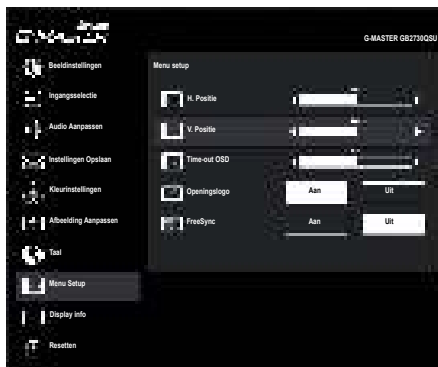 G-MASTER
G-MASTER GB2730QSU
Beeldinstellingen
Ingangsselectie
Audio Aanpassen
Instellingen Opslaan
Kleurinstellingen
Afbeelding Aanpassen
Taal
Menu Setup
Display info
Resetten
Menu setup
H. Positie
V. Positie
Time-out OSD
Openingslogo
Aan
Uit
FreeSync
Aan
Uit